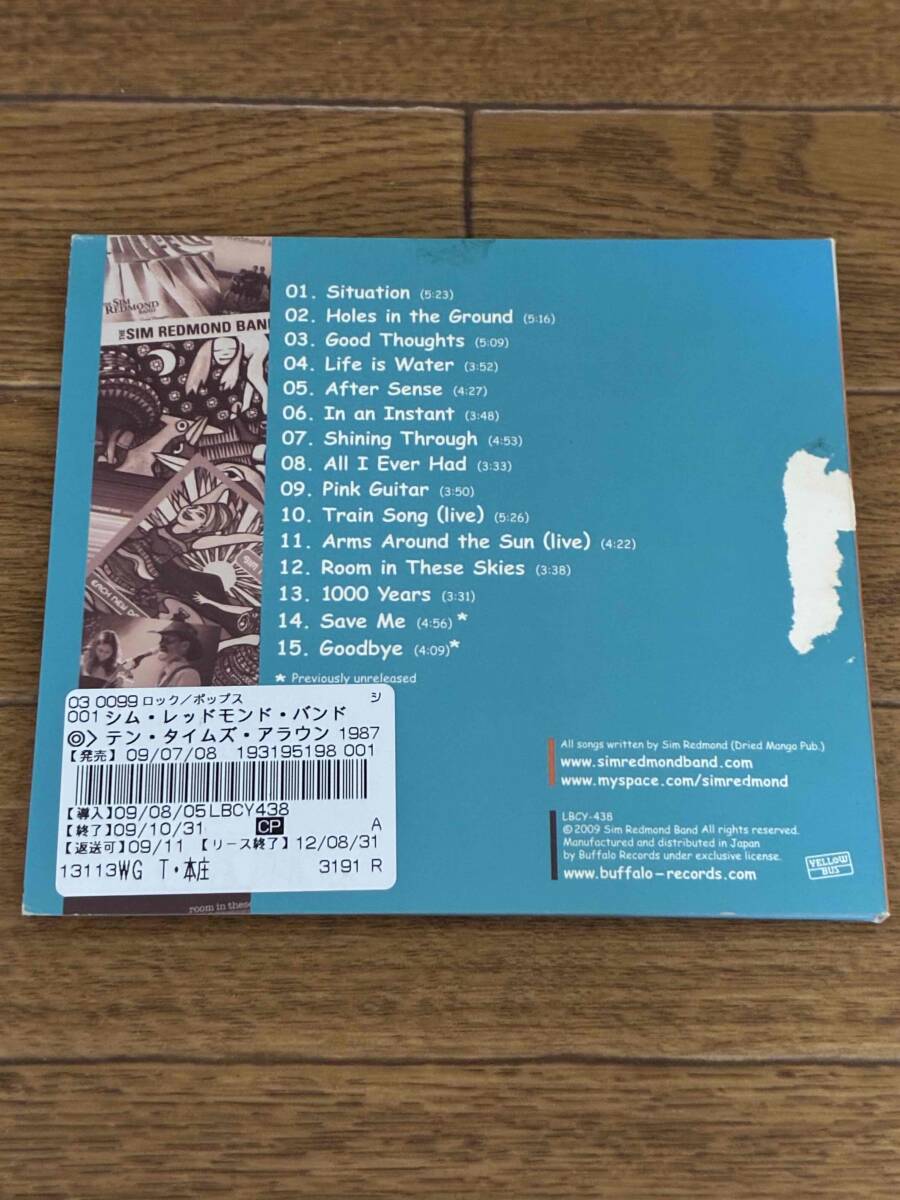 THE SIM
REDMOND
BAND
THE SIM REDMOND BAND
EACH NEW
01. Situation (5:23)
02. Holes in the Ground (5:16)
03. Good Thoughts (5:09)
04. Life is Water (3:52)
05. After Sense (4:27)
06. In an Instant (3:48)
07. Shining Through (4:53)
08. All I Ever Had (3:33)
09. Pink Guitar (3:50)
10. Train Song (live) (5:26)
11. Arms Around the Sun (live) (4:22)
12. Room in These Skies (3:38)
13. 1000 Years (3:31)
14. Save Me (4:56) *
15. Goodbye (4:09)*
* Previously unreleased
03 0099 ロック/ポップス シ
001 シム・レッドモンド・バンド
◎> テン・タイムズ・アラウン 1987
【発売】 09/07/08 193195198 001
【導入】09/08/05 LBCY438
【終了】09/10/31 CP A
【返送可】09/11 【リース終了】12/08/31
13113WG T・本庄 3191 R
room in these
All songs written by Sim Redmond (Dried Mango Pub.)
www.simredmondband.com
www.myspace.com/simredmond
LBCY-438
©2009 Sim Redmond Band All rights reserved.
Manufactured and distributed in Japan
by Buffalo Records under exclusive license.
www.buffalo-records.com
YELLOW
BUS